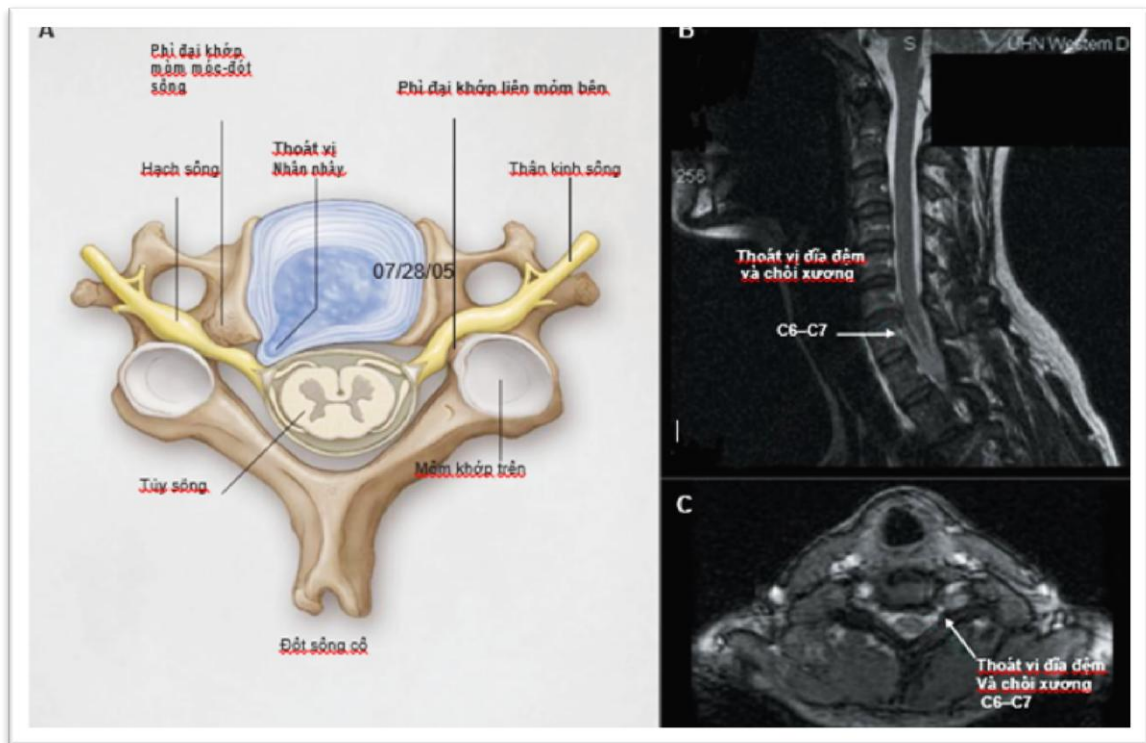 A
Phì đại khớp
mỏm móc-đốt
sống
Phì đại khớp liên mỏm bên
Hạch sống
Thoát vị
Nhân nhầy
Thần kinh sống
07/28/05
Tủy sống
Mỏm khớp trên
Đốt sống cổ
B
S
UHN Western D
256
Thoát vị đĩa đệm
và chồi xương
C6–C7
C
Thoát vị đĩa đệm
Và chồi xương
C6–C7